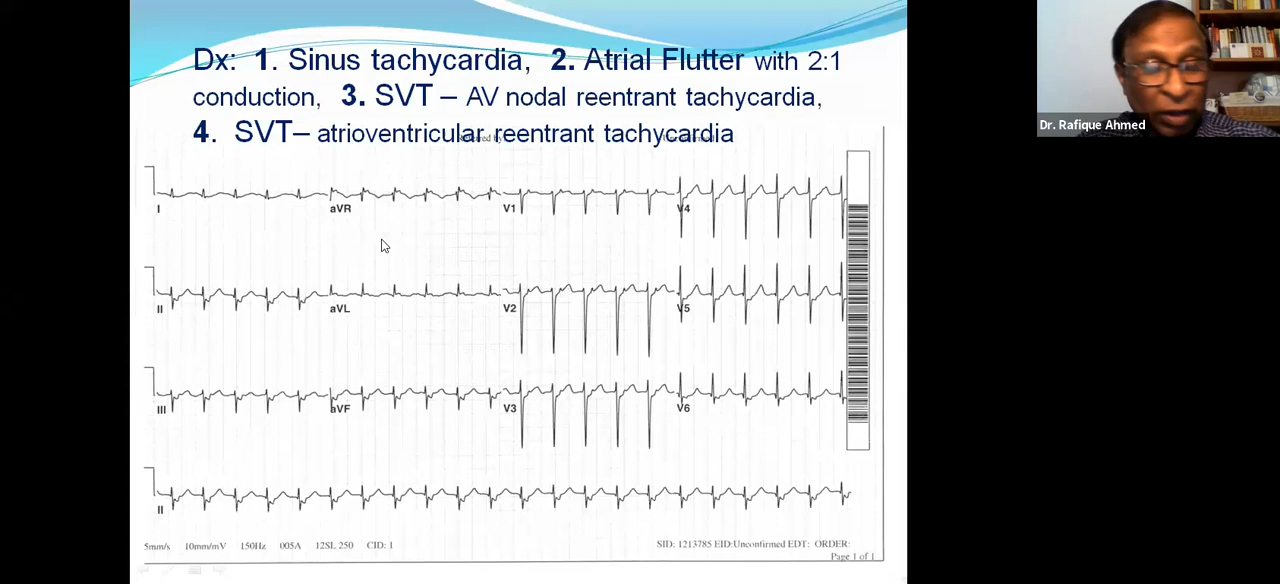 Dx: 1. Sinus tachycardia, 2. Atrial Flutter with 2:1
conduction, 3. SVT – AV nodal reentrant tachycardia,
4. SVT– atrioventricular reentrant tachycardia
Dr. Rafique Ahmed
I aVR V1 V4
II aVL V2 V5
III aVF V3 V6
II
5mm/s 10mm/mV 150Hz 005A 12SL 250 CID: 1
SID: 1213785 EID:Unconfirmed EDT: ORDER:
Page 1 of 1